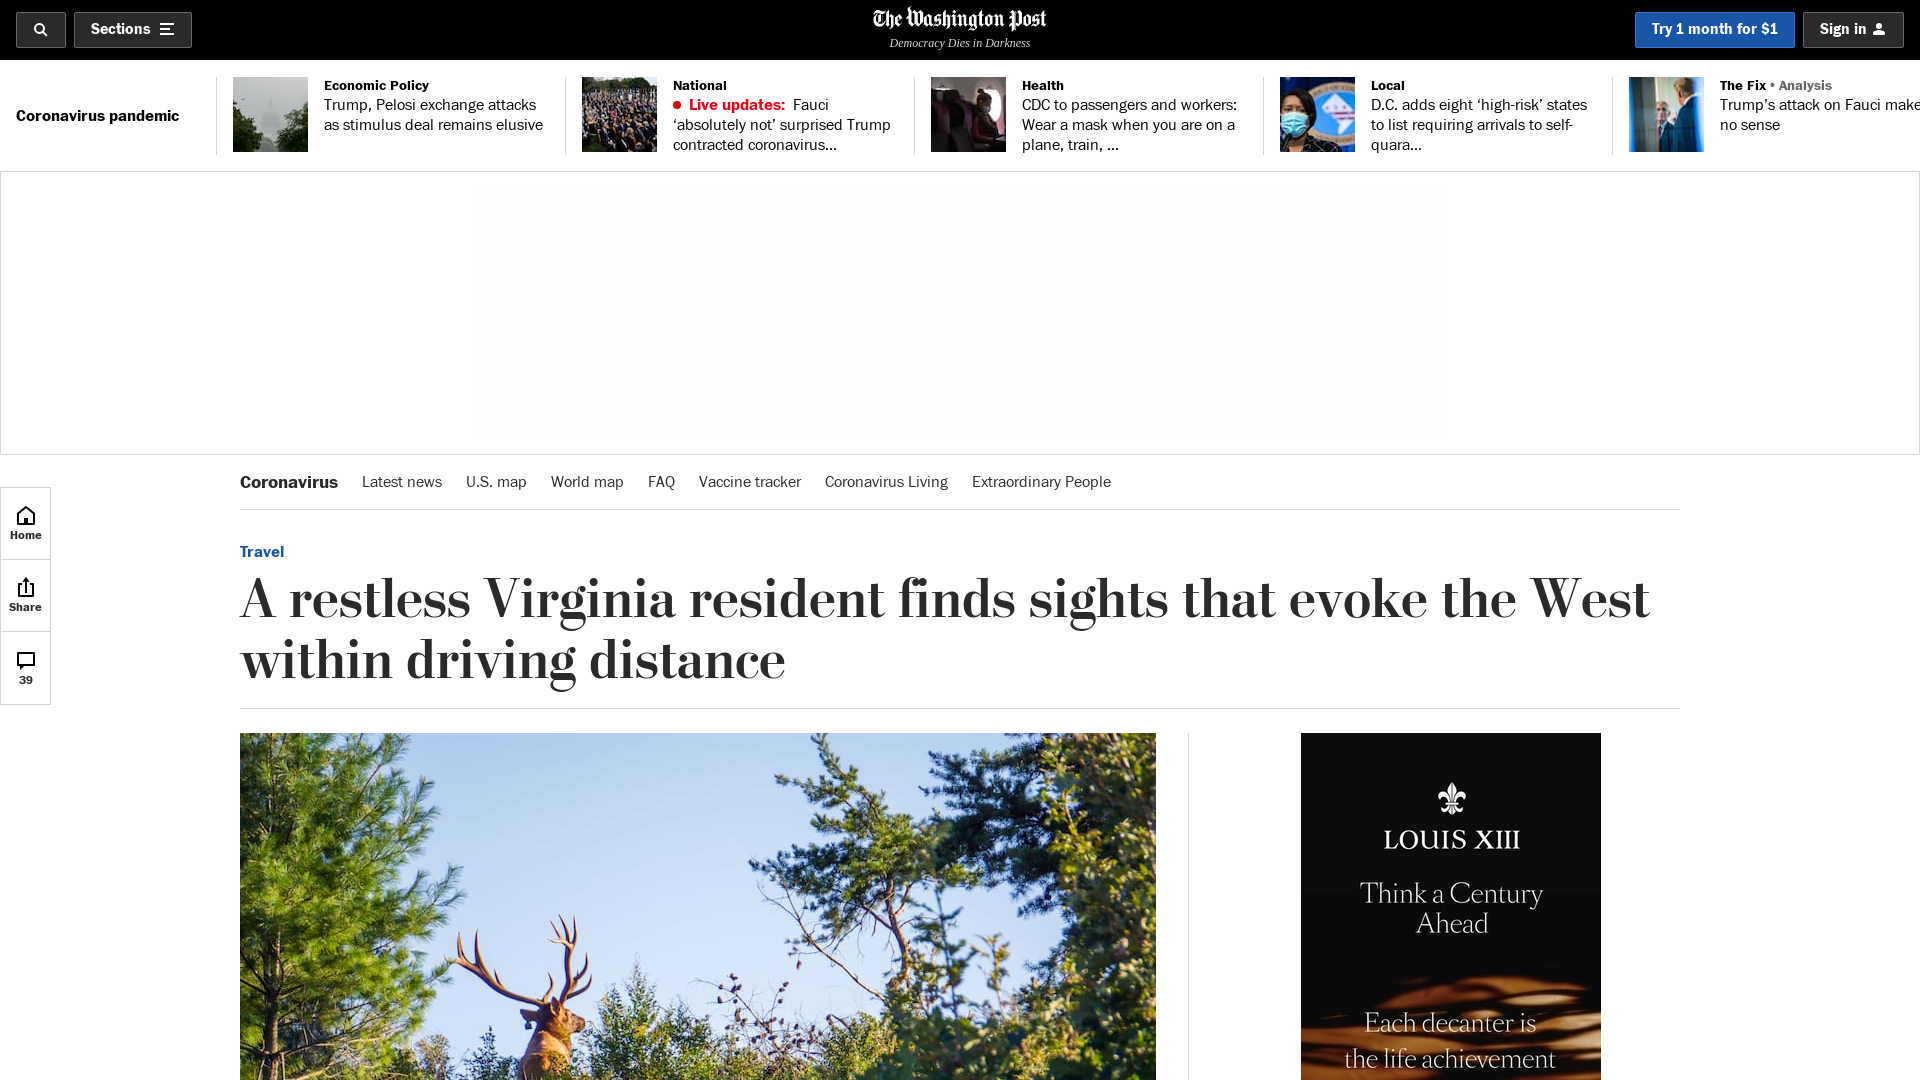 Sections
The Washington Post
Democracy Dies in Darkness
Try 1 month for $1
Sign in
Coronavirus pandemic
Economic Policy
Trump, Pelosi exchange attacks
as stimulus deal remains elusive
National
Live updates: Fauci
‘absolutely not’ surprised Trump
contracted coronavirus...
Health
CDC to passengers and workers:
Wear a mask when you are on a
plane, train, ...
Local
D.C. adds eight ‘high-risk’ states
to list requiring arrivals to self-
quara...
The Fix • Analysis
Trump’s attack on Fauci make
no sense
Coronavirus Latest news U.S. map World map FAQ Vaccine tracker Coronavirus Living Extraordinary People
Home
Share
39
Travel
A restless Virginia resident finds sights that evoke the West
within driving distance
LOUIS XIII
Think a Century
Ahead
Each decanter is
the life achievement